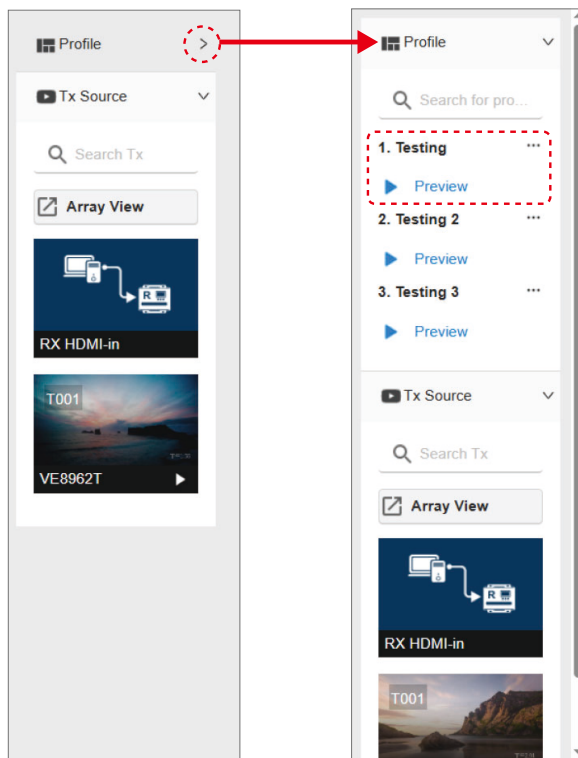 Profile
Tx Source
Search Tx
Array View
R
RX HDMI-in
T001
VE8962T
Profile
Search for pro...
1. Testing
Preview
2. Testing 2
Preview
3. Testing 3
Preview
Tx Source
Search Tx
Array View
R
RX HDMI-in
T001